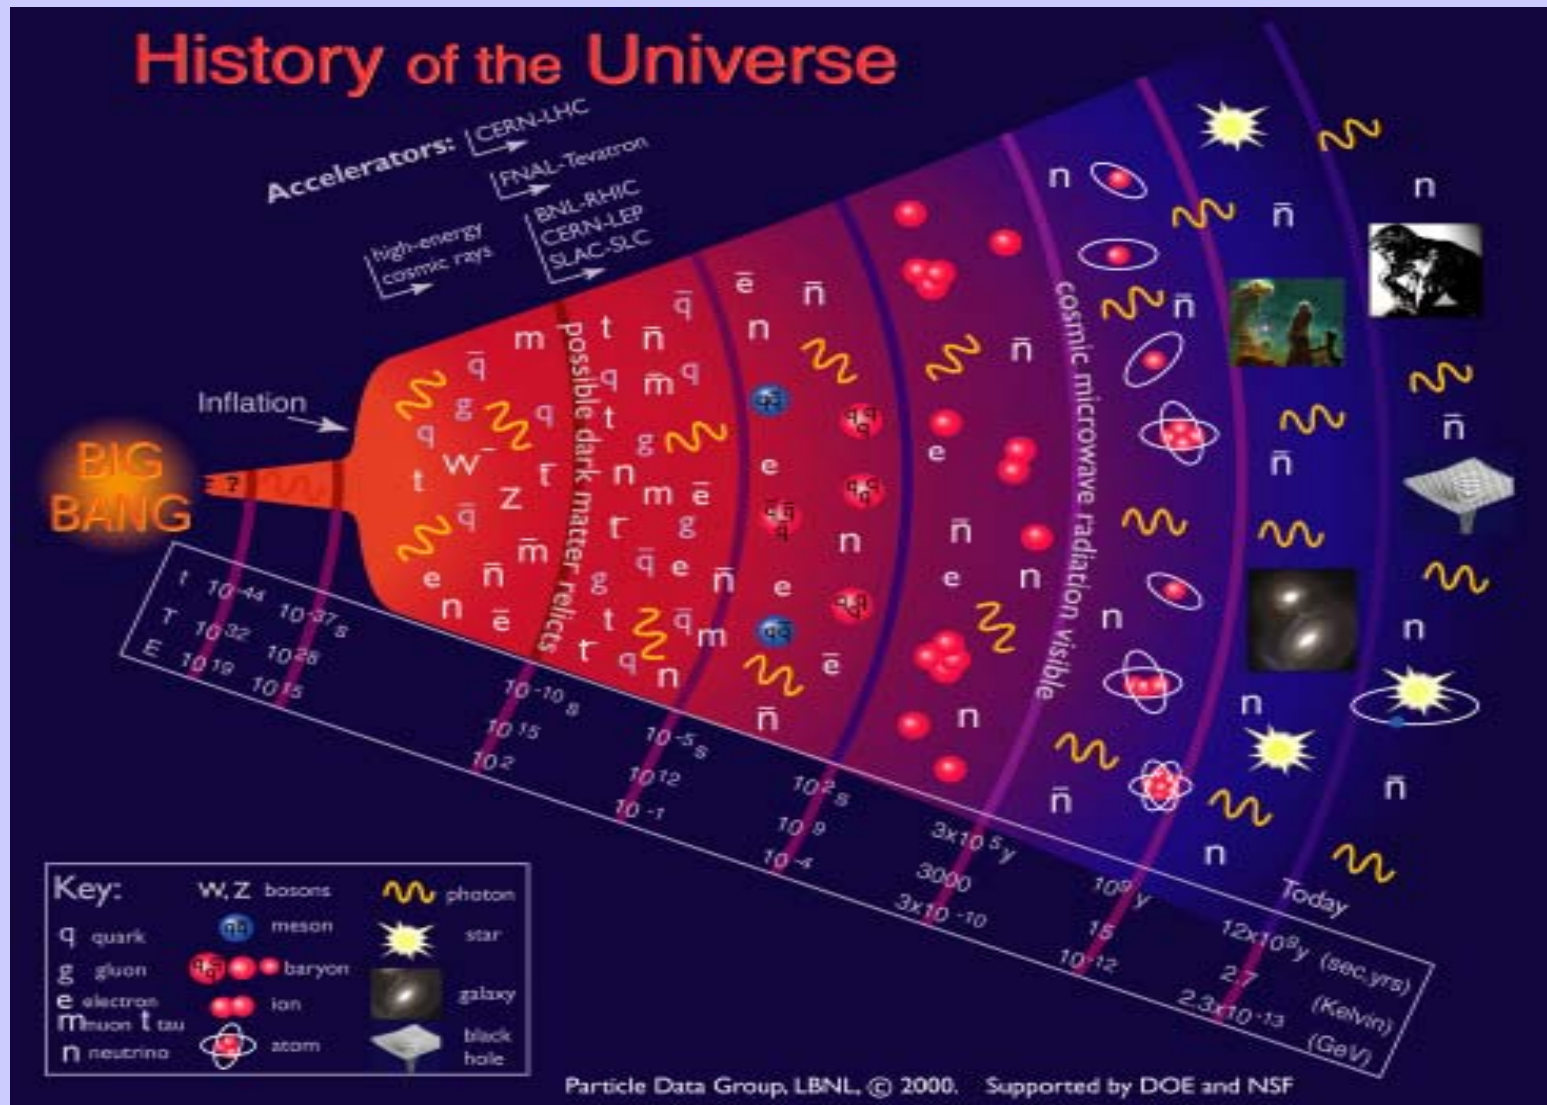 History of the Universe
Accelerators:
CERN-LHC
FNAL-Tevatron
high-energy
cosmic rays
BNL-RHIC
CERN-LEP
SLAC-SLC
Inflation
BIG
BANG
?
possible dark matter relicts
cosmic microwave radiation visible
t 10⁻⁴⁴ 10⁻³⁷ s 10⁻¹⁰ s 10⁻⁵ s 10² s 3x10⁵ y 10⁹ y Today
12x10⁹ y (sec,yrs)
T 10³² 10²⁸ 10¹⁵ 10¹² 10⁹ 3000 15 2.7 (Kelvin)
E 10¹⁹ 10¹⁵ 10² 10⁻¹ 10⁻⁴ 3x10⁻¹⁰ 10⁻¹² 2.3x10⁻¹³ (GeV)
Key:
q quark
g gluon
e electron
m muon t tau
n neutrino
W, Z bosons
qq̄ meson
qqq baryon
ion
atom
photon
star
galaxy
black
hole
Particle Data Group, LBNL, © 2000. Supported by DOE and NSF